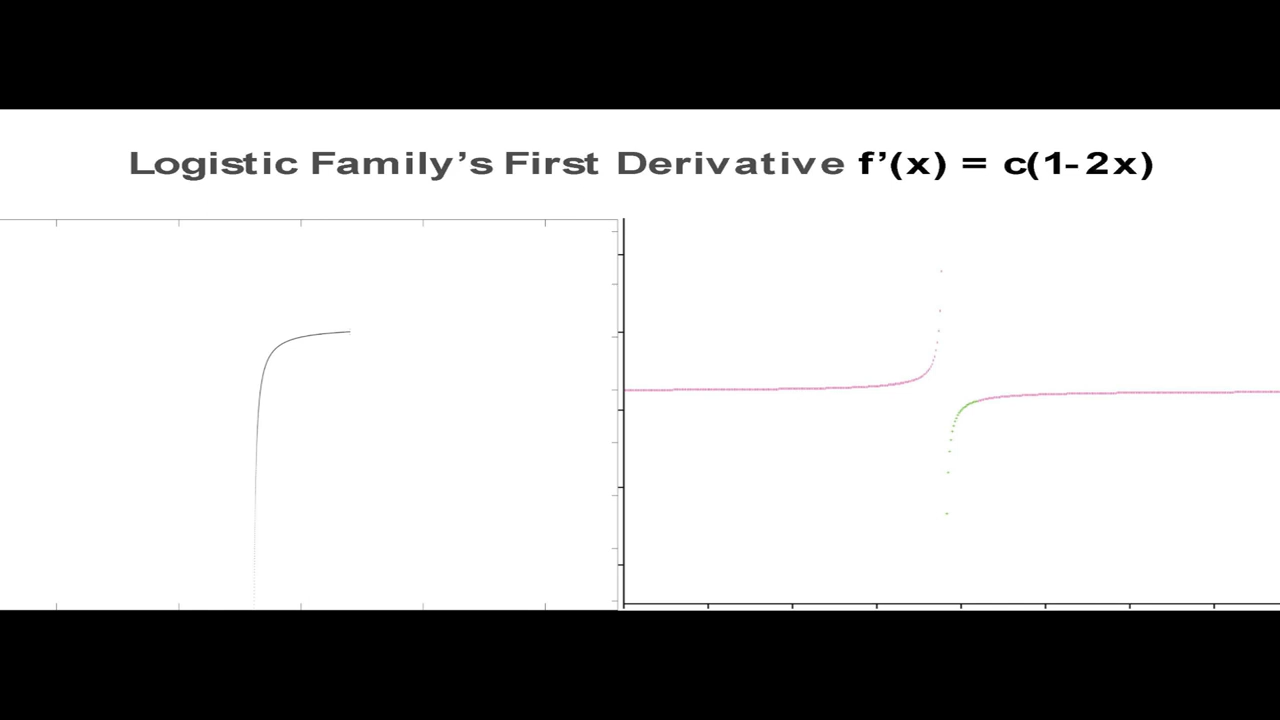 Logistic Family’s First Derivative f’(x) = c(1-2x)